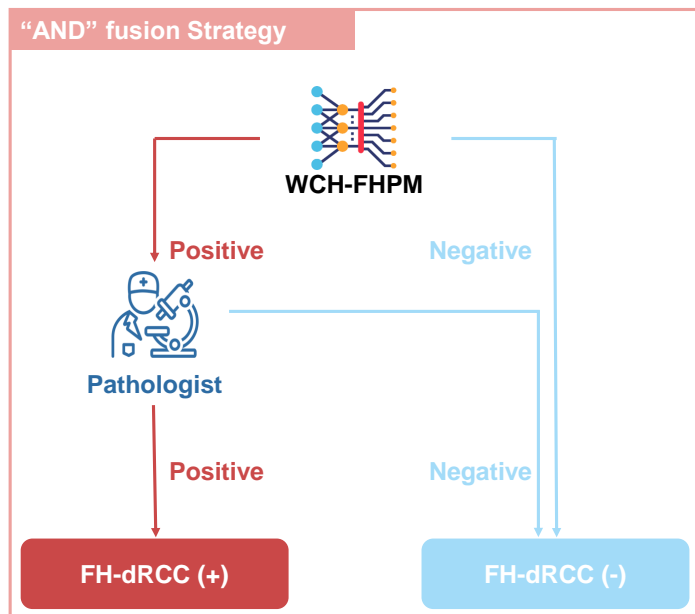 “AND” fusion Strategy
WCH-FHPM
Positive
Negative
Pathologist
Positive
Negative
FH-dRCC (+)
FH-dRCC (-)